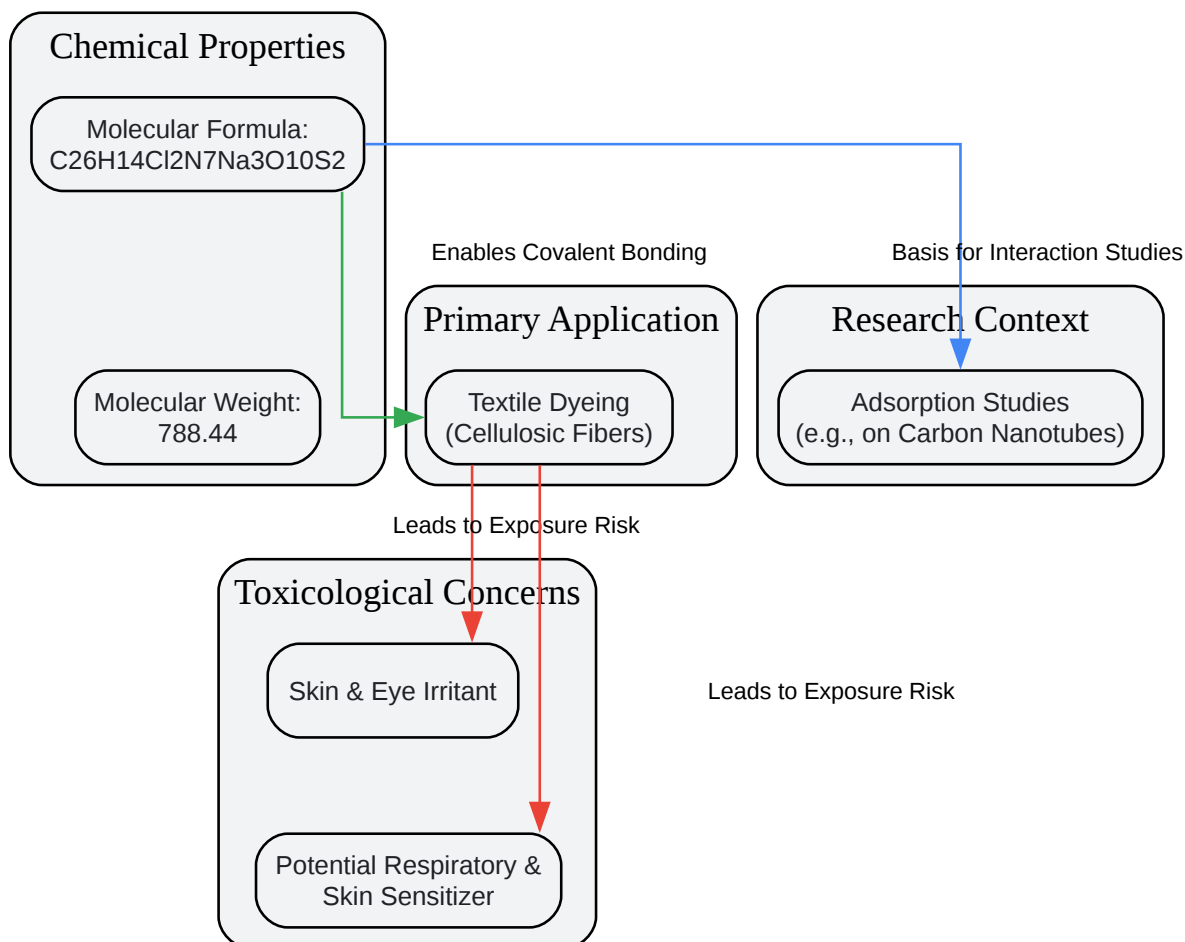 Chemical Properties
Molecular Formula:
C26H14Cl2N7Na3O10S2
Enables Covalent Bonding
Basis for Interaction Studies
Primary Application
Research Context
Molecular Weight:
788.44
Textile Dyeing
(Cellulosic Fibers)
Adsorption Studies
(e.g., on Carbon Nanotubes)
Leads to Exposure Risk
Toxicological Concerns
Skin & Eye Irritant
Leads to Exposure Risk
Potential Respiratory &
Skin Sensitizer